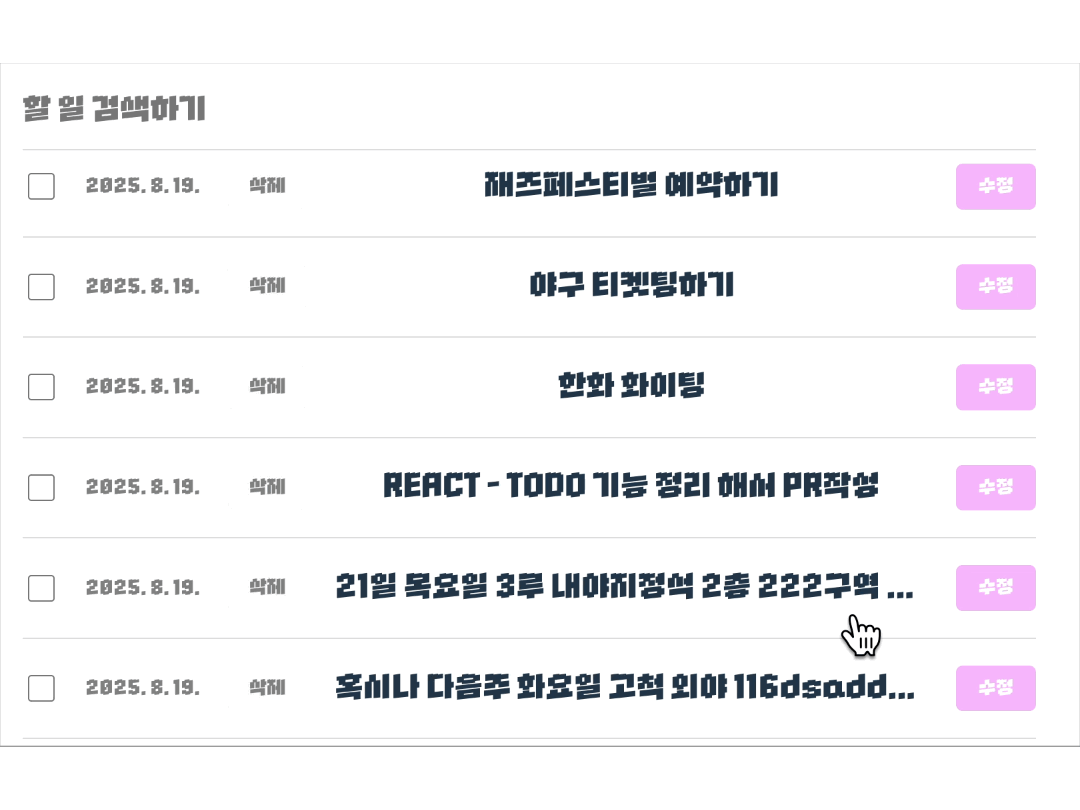 할 일 검색하기
2025. 8. 19. 삭제 재즈페스티벌 예약하기 수정
2025. 8. 19. 삭제 야구 티켓팅하기 수정
2025. 8. 19. 삭제 한화 화이팅 수정
2025. 8. 19. 삭제 REACT - TODO 기능 정리 해서 PR작성 수정
2025. 8. 19. 삭제 21일 목요일 3루 내야지정석 2층 222구역 ... 수정
2025. 8. 19. 삭제 혹시나 다음주 화요일 고척 외야 116dsadd... 수정